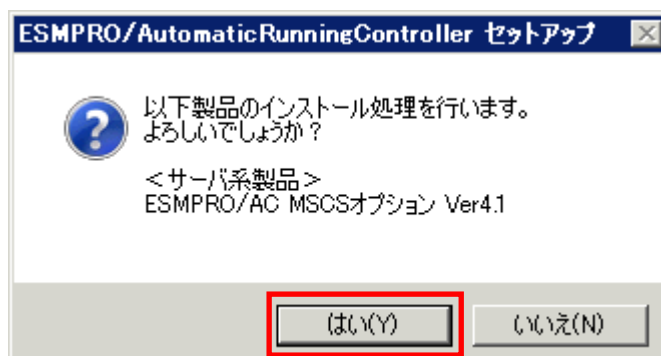 ESMPRO/AutomaticRunningController セットアップ
以下製品のインストール処理を行います。
よろしいでしょうか？
＜サーバ系製品＞
ESMPRO/AC MSCSオプション Ver4.1
はい(Y)
いいえ(N)